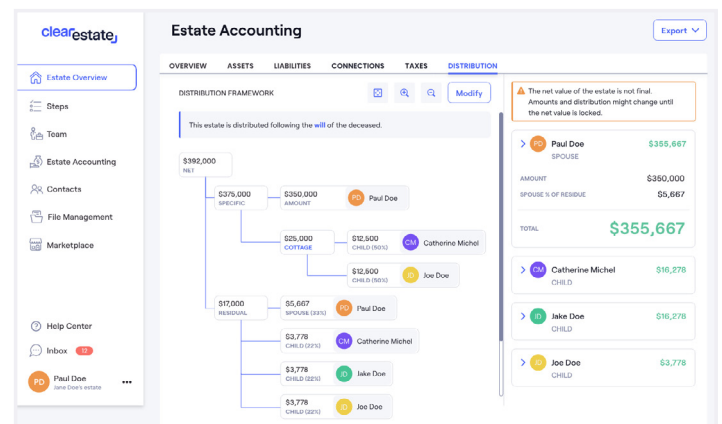 clearestate
Estate Accounting
Export
Estate Overview
Steps
Team
Estate Accounting
Contacts
File Management
Marketplace
Help Center
Inbox 12
PD Paul Doe
Jane Doe's estate
OVERVIEW ASSETS LIABILITIES CONNECTIONS TAXES DISTRIBUTION
DISTRIBUTION FRAMEWORK
Modify
This estate is distributed following the will of the deceased.
$392,000
NET
$375,000
SPECIFIC
$350,000
AMOUNT
PD Paul Doe
$25,000
COTTAGE
$12,500
CHILD (50%)
CM Catherine Michel
$12,500
CHILD (50%)
JD Joe Doe
$17,000
RESIDUAL
$5,667
SPOUSE (33%)
PD Paul Doe
$3,778
CHILD (22%)
CM Catherine Michel
$3,778
CHILD (22%)
JD Jake Doe
$3,778
CHILD (22%)
JD Joe Doe
The net value of the estate is not final.
Amounts and distribution might change until
the net value is locked.
PD Paul Doe $355,667
SPOUSE
AMOUNT $350,000
SPOUSE % OF RESIDUE $5,667
TOTAL $355,667
CM Catherine Michel $16,278
CHILD
JD Jake Doe $16,278
CHILD
JD Joe Doe $3,778
CHILD